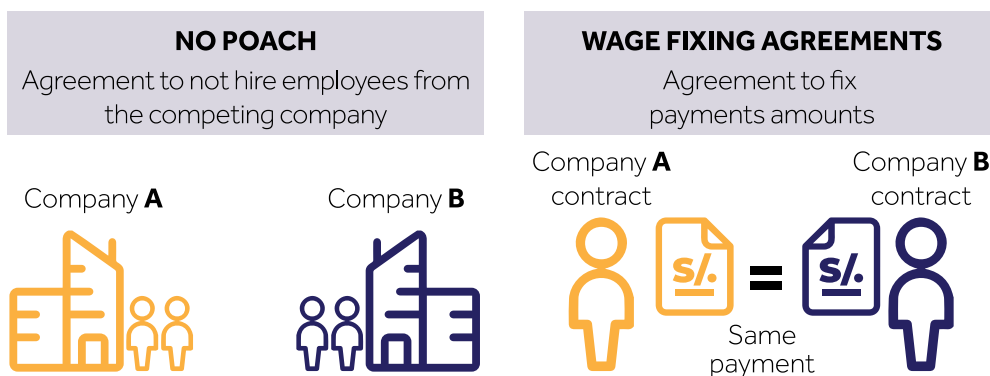 NO POACH
Agreement to not hire employees from
the competing company
Company A
Company B
WAGE FIXING AGREEMENTS
Agreement to fix
payments amounts
Company A
contract
Company B
contract
S/.
=
S/.
Same
payment